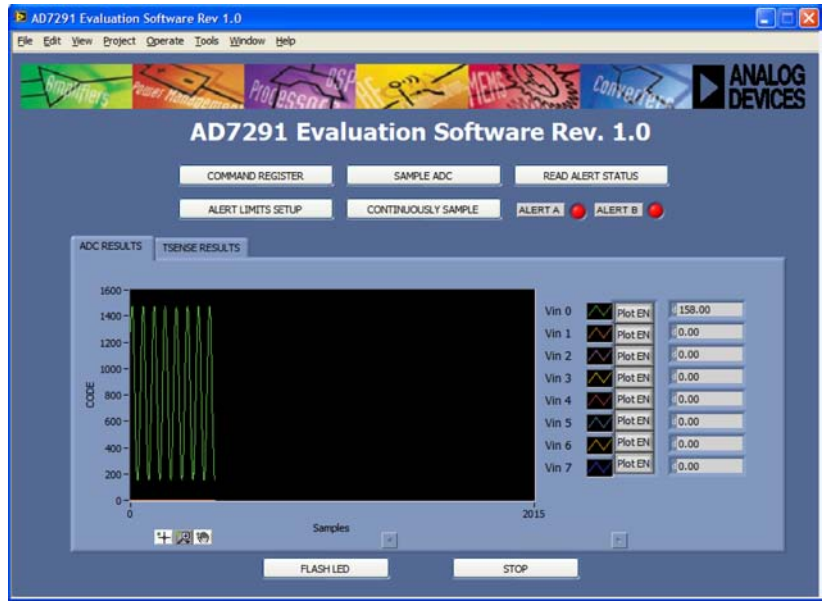 AD7291 Evaluation Software Rev 1.0
File Edit View Project Operate Tools Window Help
Amplifiers Power Management Processors DSP RF MEMS Converters
ANALOG DEVICES
AD7291 Evaluation Software Rev. 1.0
COMMAND REGISTER SAMPLE ADC READ ALERT STATUS
ALERT LIMITS SETUP CONTINUOUSLY SAMPLE ALERT A ALERT B
ADC RESULTS TSENSE RESULTS
1600
1400
1200
1000
800
600
400
200
0
CODE
0 2015
Samples
Vin 0 Plot EN 158.00
Vin 1 Plot EN 0.00
Vin 2 Plot EN 0.00
Vin 3 Plot EN 0.00
Vin 4 Plot EN 0.00
Vin 5 Plot EN 0.00
Vin 6 Plot EN 0.00
Vin 7 Plot EN 0.00
FLASH LED STOP